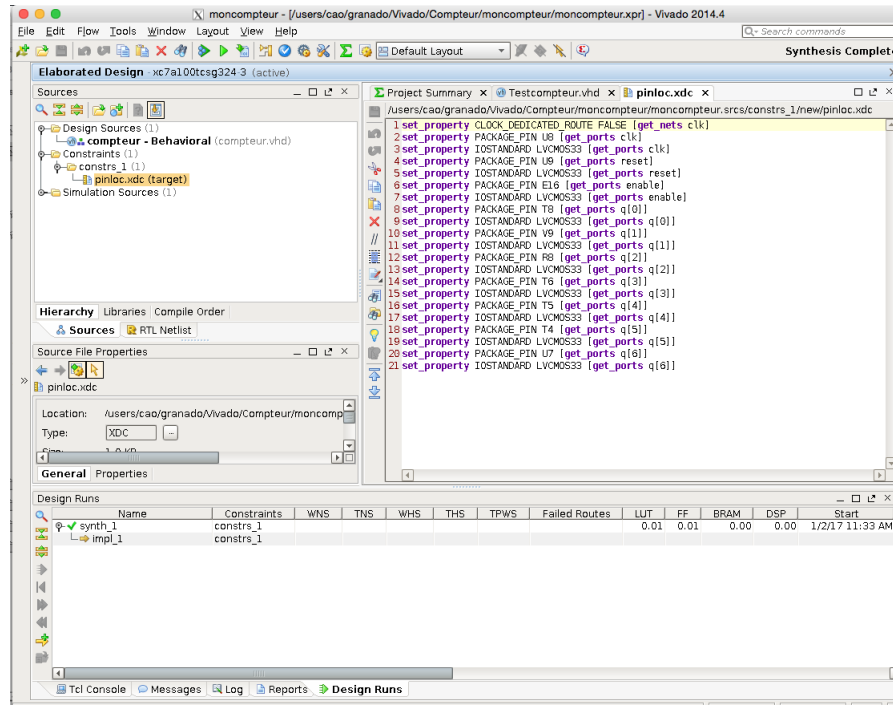 moncompteur - [/users/cao/granado/Vivado/Compteur/moncompteur/moncompteur.xpr] - Vivado 2014.4
File Edit Flow Tools Window Layout View Help
Search commands
Default Layout
Synthesis Complete
Elaborated Design - xc7a100tcsg324-3 (active)
Sources
Design Sources (1)
compteur - Behavioral (compteur.vhd)
Constraints (1)
constrs_1 (1)
pinloc.xdc (target)
Simulation Sources (1)
Hierarchy Libraries Compile Order
Sources RTL Netlist
Source File Properties
pinloc.xdc
Location: /users/cao/granado/Vivado/Compteur/moncomp
Type: XDC ...
Size: 1.0 KB
General Properties
Project Summary Testcompteur.vhd pinloc.xdc
/users/cao/granado/Vivado/Compteur/moncompteur/moncompteur.srcs/constrs_1/new/pinloc.xdc
1 set_property CLOCK_DEDICATED_ROUTE FALSE [get_nets clk]
2 set_property PACKAGE_PIN U8 [get_ports clk]
3 set_property IOSTANDARD LVCMOS33 [get_ports clk]
4 set_property PACKAGE_PIN U9 [get_ports reset]
5 set_property IOSTANDARD LVCMOS33 [get_ports reset]
6 set_property PACKAGE_PIN E16 [get_ports enable]
7 set_property IOSTANDARD LVCMOS33 [get_ports enable]
8 set_property PACKAGE_PIN T8 [get_ports q[0]]
9 set_property IOSTANDARD LVCMOS33 [get_ports q[0]]
10 set_property PACKAGE_PIN V9 [get_ports q[1]]
11 set_property IOSTANDARD LVCMOS33 [get_ports q[1]]
12 set_property PACKAGE_PIN R8 [get_ports q[2]]
13 set_property IOSTANDARD LVCMOS33 [get_ports q[2]]
14 set_property PACKAGE_PIN T6 [get_ports q[3]]
15 set_property IOSTANDARD LVCMOS33 [get_ports q[3]]
16 set_property PACKAGE_PIN T5 [get_ports q[4]]
17 set_property IOSTANDARD LVCMOS33 [get_ports q[4]]
18 set_property PACKAGE_PIN T4 [get_ports q[5]]
19 set_property IOSTANDARD LVCMOS33 [get_ports q[5]]
20 set_property PACKAGE_PIN U7 [get_ports q[6]]
21 set_property IOSTANDARD LVCMOS33 [get_ports q[6]]
Design Runs
Name Constraints WNS TNS WHS THS TPWS Failed Routes LUT FF BRAM DSP Start
synth_1 constrs_1 0.01 0.01 0.00 0.00 1/2/17 11:33 AM
impl_1 constrs_1
Tcl Console Messages Log Reports Design Runs